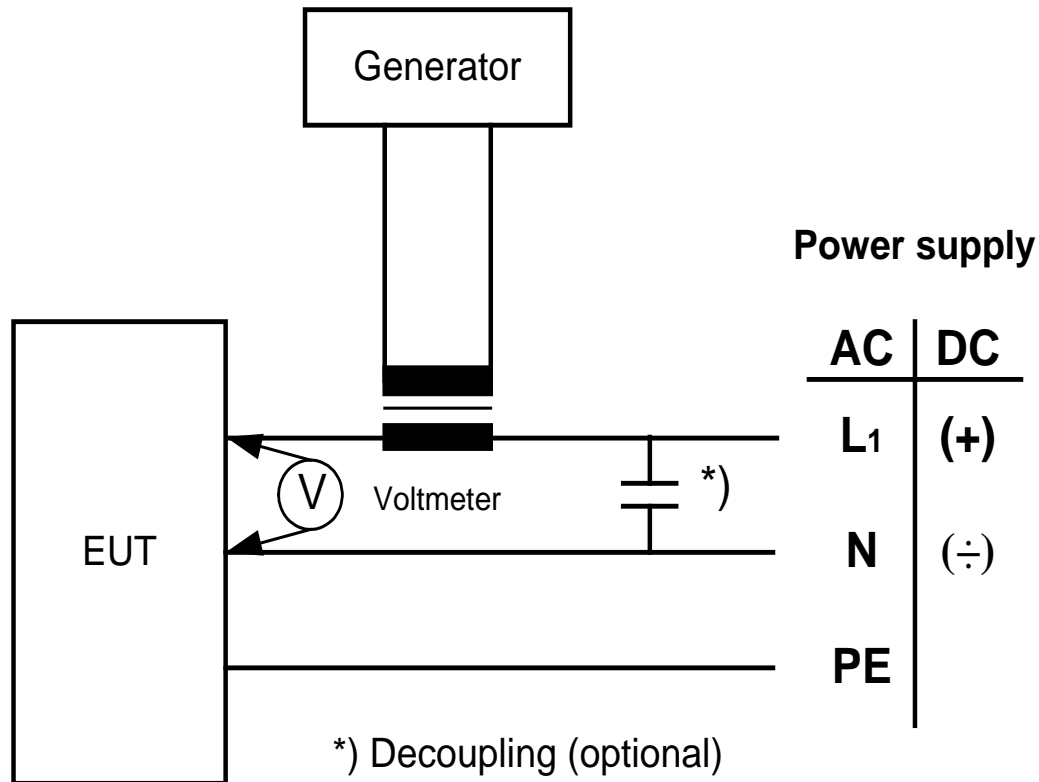 Generator
Power supply
AC DC
L1 (+)
*)
V Voltmeter
EUT
N (÷)
PE
*) Decoupling (optional)